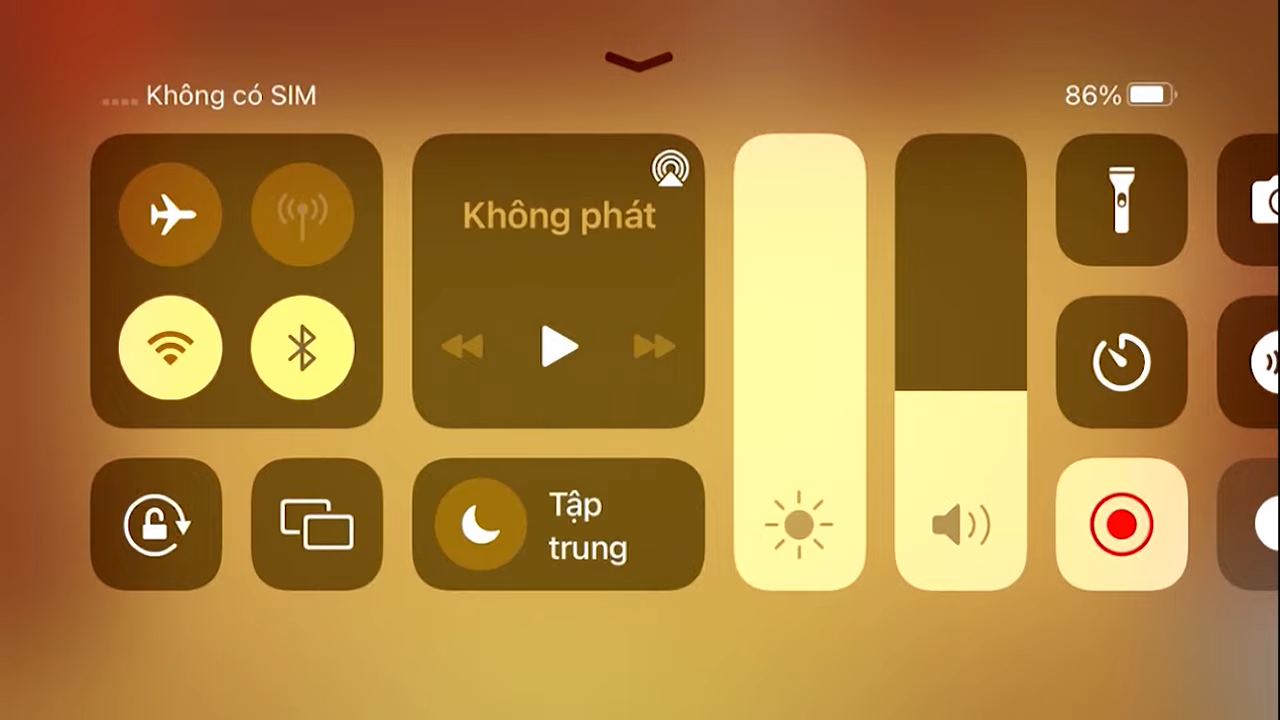 Không có SIM
86%
Không phát
Tập
trung